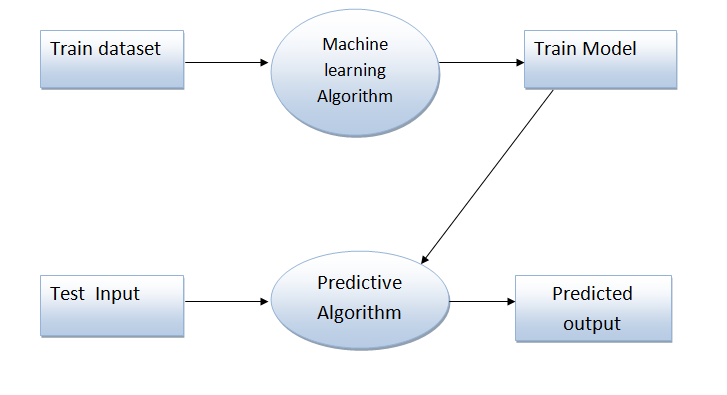 Train dataset
Machine
learning
Algorithm
Train Model
Test  Input
Predictive
Algorithm
Predicted
output